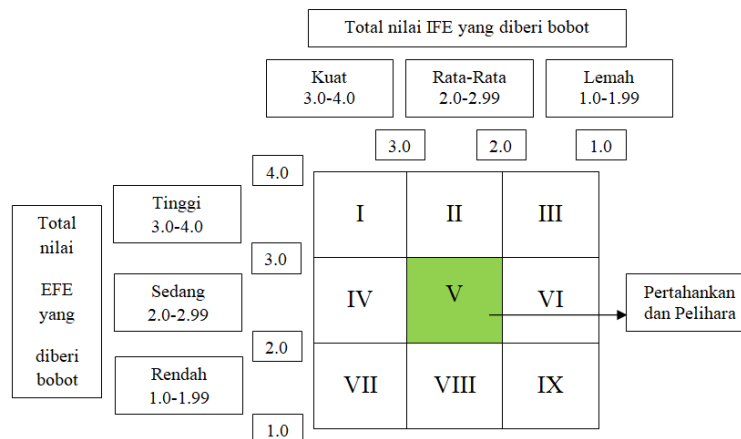 Total nilai IFE yang diberi bobot
Kuat
3.0-4.0
Rata-Rata
2.0-2.99
Lemah
1.0-1.99
3.0
2.0
1.0
4.0
Tinggi
3.0-4.0
I
II
III
Total
nilai
EFE
yang
diberi
bobot
3.0
Sedang
2.0-2.99
IV
V
VI
Pertahankan
dan Pelihara
2.0
Rendah
1.0-1.99
VII
VIII
IX
1.0